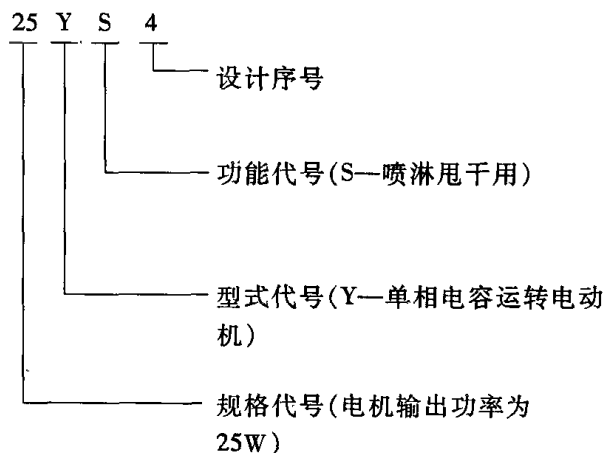 25 Y S 4
设计序号
功能代号(S—喷淋甩干用)
型式代号(Y—单相电容运转电动
机)
规格代号(电机输出功率为
25W)